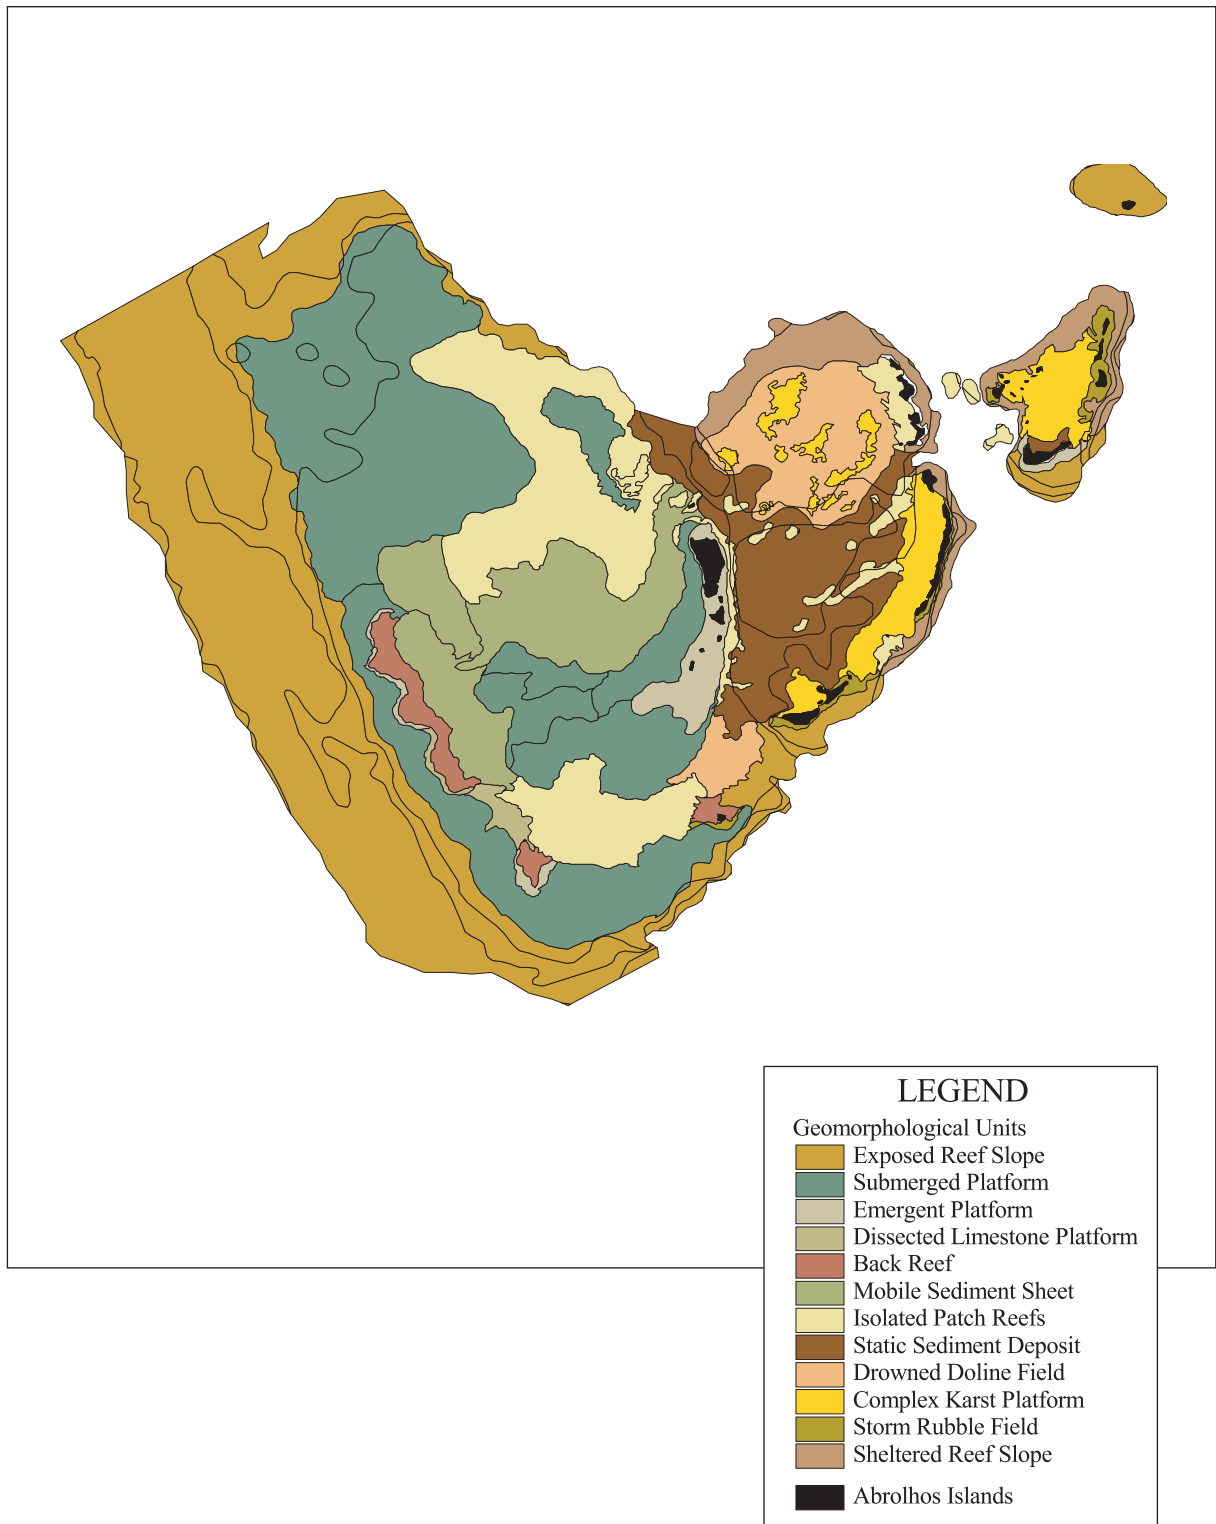 LEGEND
Geomorphological Units
Exposed Reef Slope
Submerged Platform
Emergent Platform
Dissected Limestone Platform
Back Reef
Mobile Sediment Sheet
Isolated Patch Reefs
Static Sediment Deposit
Drowned Doline Field
Complex Karst Platform
Storm Rubble Field
Sheltered Reef Slope
Abrolhos Islands